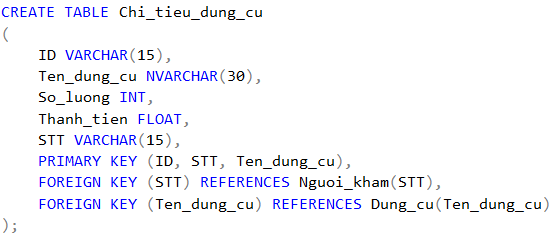 CREATE TABLE Chi_tieu_dung_cu
(
    ID VARCHAR(15),
    Ten_dung_cu NVARCHAR(30),
    So_luong INT,
    Thanh_tien FLOAT,
    STT VARCHAR(15),
    PRIMARY KEY (ID, STT, Ten_dung_cu),
    FOREIGN KEY (STT) REFERENCES Nguoi_kham(STT),
    FOREIGN KEY (Ten_dung_cu) REFERENCES Dung_cu(Ten_dung_cu)
);